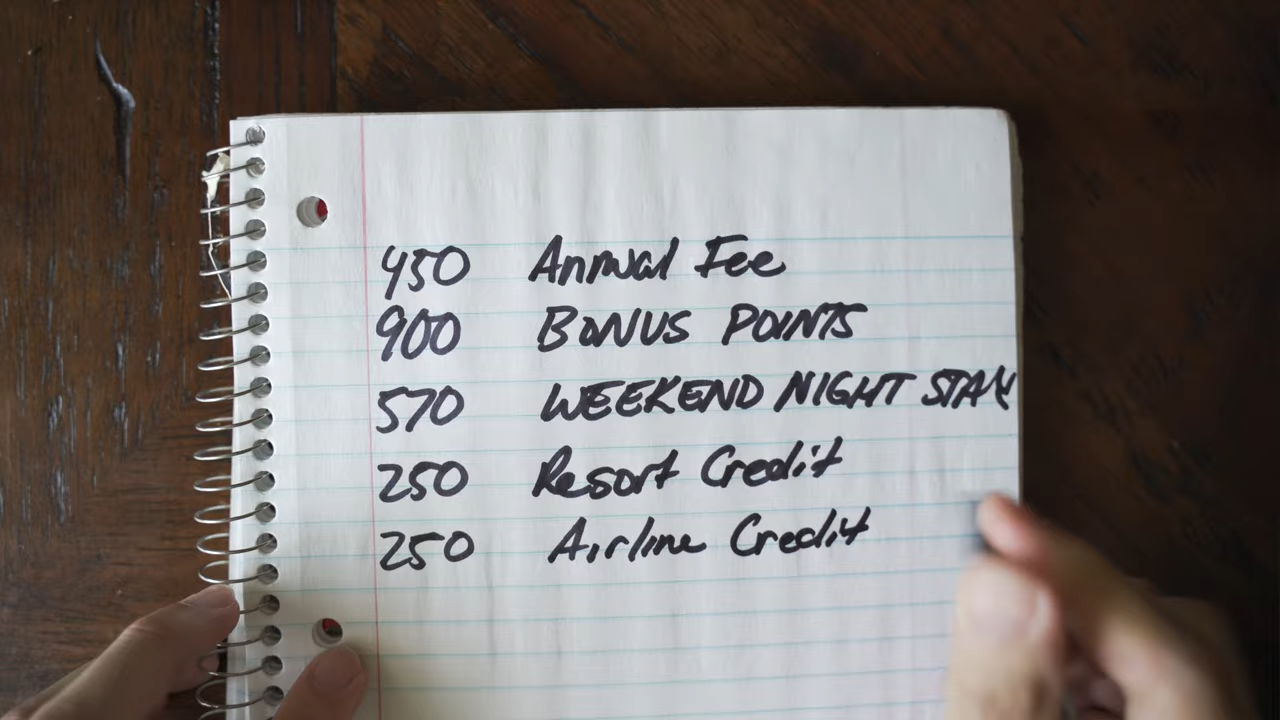 450 Annual Fee
900 BONUS POINTS
570 WEEKEND NIGHT STAY
250 Resort Credit
250 Airline Credit